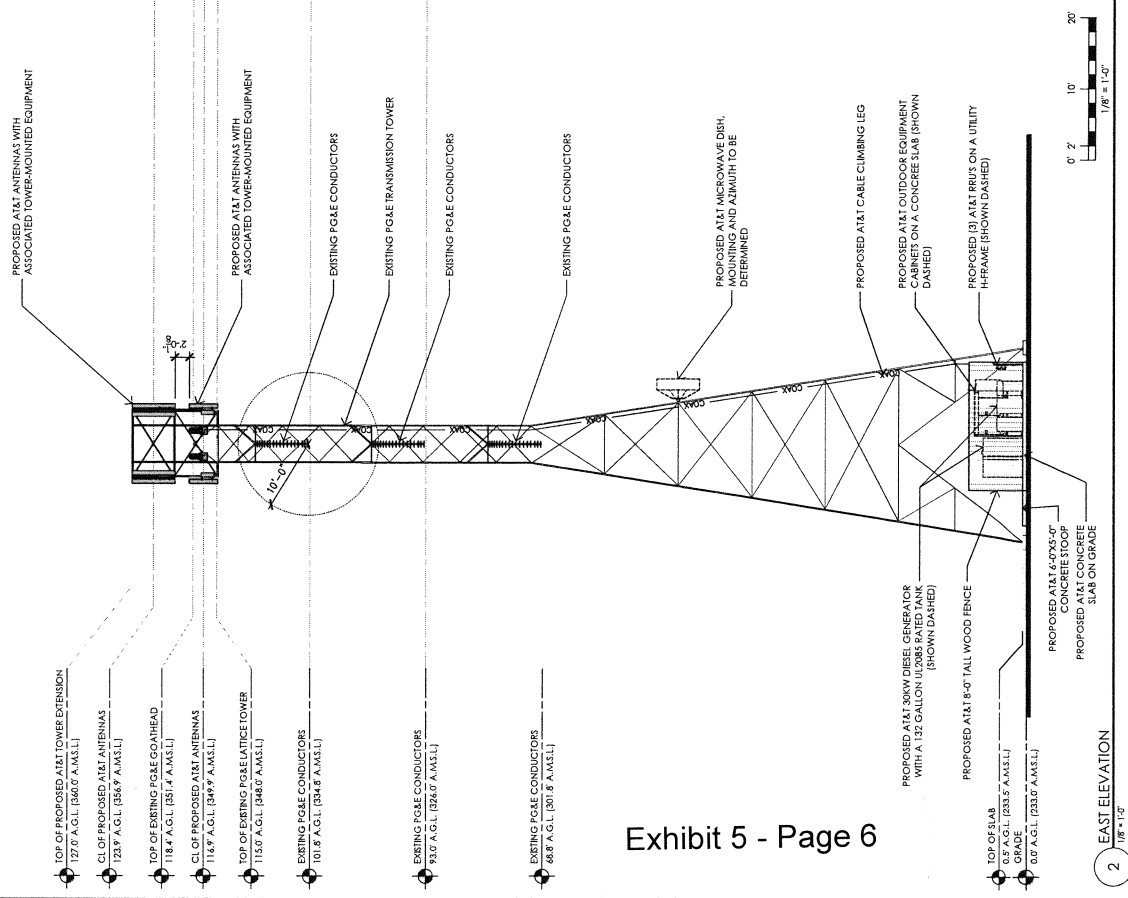 PROPOSED AT&T ANTENNAS WITH
ASSOCIATED TOWER-MOUNTED EQUIPMENT
PROPOSED AT&T ANTENNAS WITH
ASSOCIATED TOWER-MOUNTED EQUIPMENT
EXISTING PG&E CONDUCTORS
EXISTING PG&E TRANSMISSION TOWER
EXISTING PG&E CONDUCTORS
EXISTING PG&E CONDUCTORS
PROPOSED AT&T MICROWAVE DISH,
MOUNTING AND AZIMUTH TO BE
DETERMINED
PROPOSED AT&T CABLE CLIMBING LEG
PROPOSED AT&T OUTDOOR EQUIPMENT
CABINETS ON A CONCREE SLAB (SHOWN
DASHED)
PROPOSED (3) AT&T RRU'S ON A UTILITY
H-FRAME (SHOWN DASHED)
0' 2' 10' 20'
1/8" = 1'-0"
COAX
COAX
COAX
COAX
COAX
COAX
COAX
10'-0"
TOP OF PROPOSED AT&T TOWER EXTENSION
127.0' A.G.L. (360.0' A.M.S.L.)
CL OF PROPOSED AT&T ANTENNAS
123.9' A.G.L. (356.9' A.M.S.L.)
TOP OF EXISTING PG&E GOATHEAD
118.4' A.G.L. (351.4' A.M.S.L.)
CL OF PROPOSED AT&T ANTENNAS
116.9' A.G.L. (349.9' A.M.S.L.)
TOP OF EXISTING PG&E LATTICE TOWER
115.0' A.G.L. (348.0' A.M.S.L.)
EXISTING PG&E CONDUCTORS
101.8' A.G.L. (334.8' A.M.S.L.)
EXISTING PG&E CONDUCTORS
93.0' A.G.L. (326.0' A.M.S.L.)
EXISTING PG&E CONDUCTORS
68.8' A.G.L. (301.8' A.M.S.L.)
PROPOSED AT&T 30KW DIESEL GENERATOR
WITH A 132 GALLON UL2085 RATED TANK
(SHOWN DASHED)
PROPOSED AT&T 8'-0" TALL WOOD FENCE
TOP OF SLAB
0.5' A.G.L. (233.5' A.M.S.L.)
GRADE
0.0' A.G.L. (233.0' A.M.S.L.)
PROPOSED AT&T 6'-0"X5'-0"
CONCRETE STOOP
PROPOSED AT&T CONCRETE
SLAB ON GRADE
Exhibit 5 - Page 6
2
EAST ELEVATION
1/8" = 1'-0"